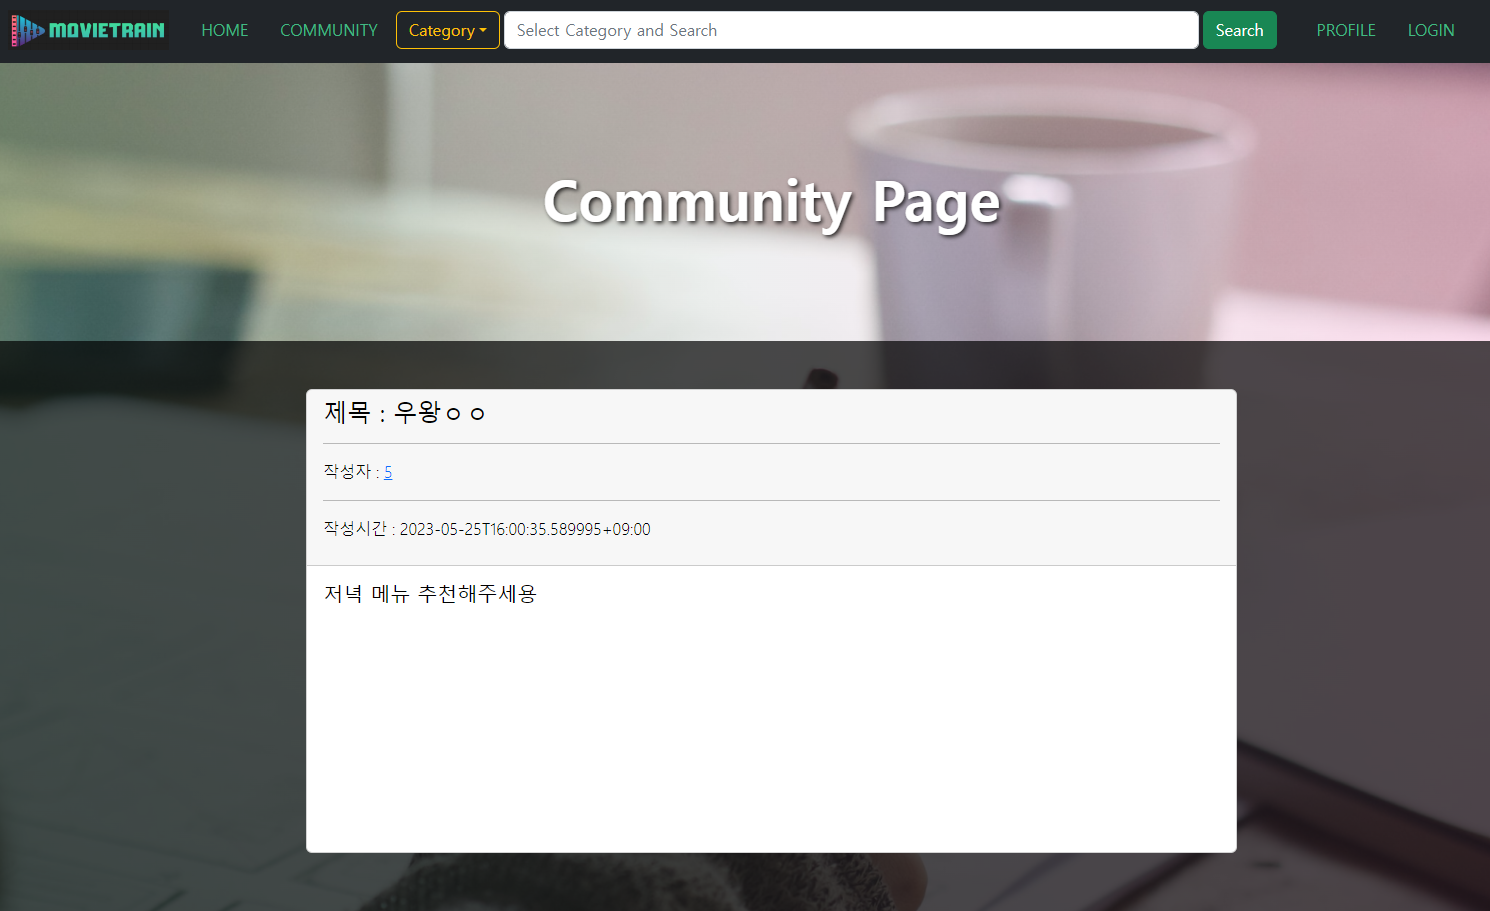 MOVIETRAIN HOME COMMUNITY Category Select Category and Search Search PROFILE LOGIN
Community Page
제목 : 우왕ㅇㅇ
작성자 : 5
작성시간 : 2023-05-25T16:00:35.589995+09:00
저녁 메뉴 추천해주세용